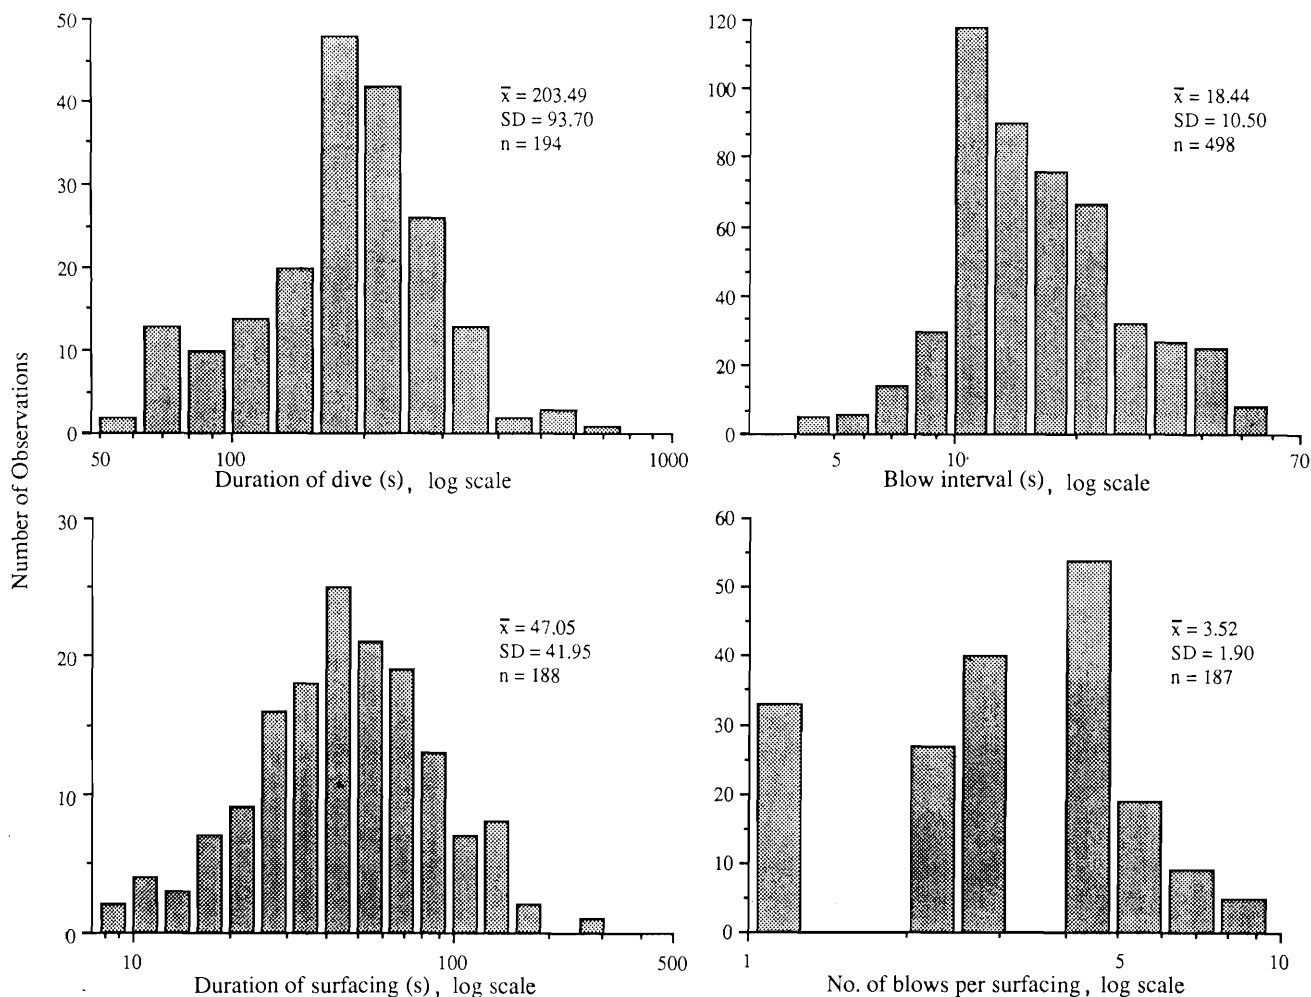 Number of Observations
50
40
30
20
10
0
x̄ = 203.49
SD = 93.70
n = 194
50 100 1000
Duration of dive (s), log scale
120
100
80
60
40
20
0
x̄ = 18.44
SD = 10.50
n = 498
5 10 70
Blow interval (s), log scale
30
20
10
0
x̄ = 47.05
SD = 41.95
n = 188
10 100 500
Duration of surfacing (s), log scale
60
50
40
30
20
10
0
x̄ = 3.52
SD = 1.90
n = 187
1 5 10
No. of blows per surfacing, log scale